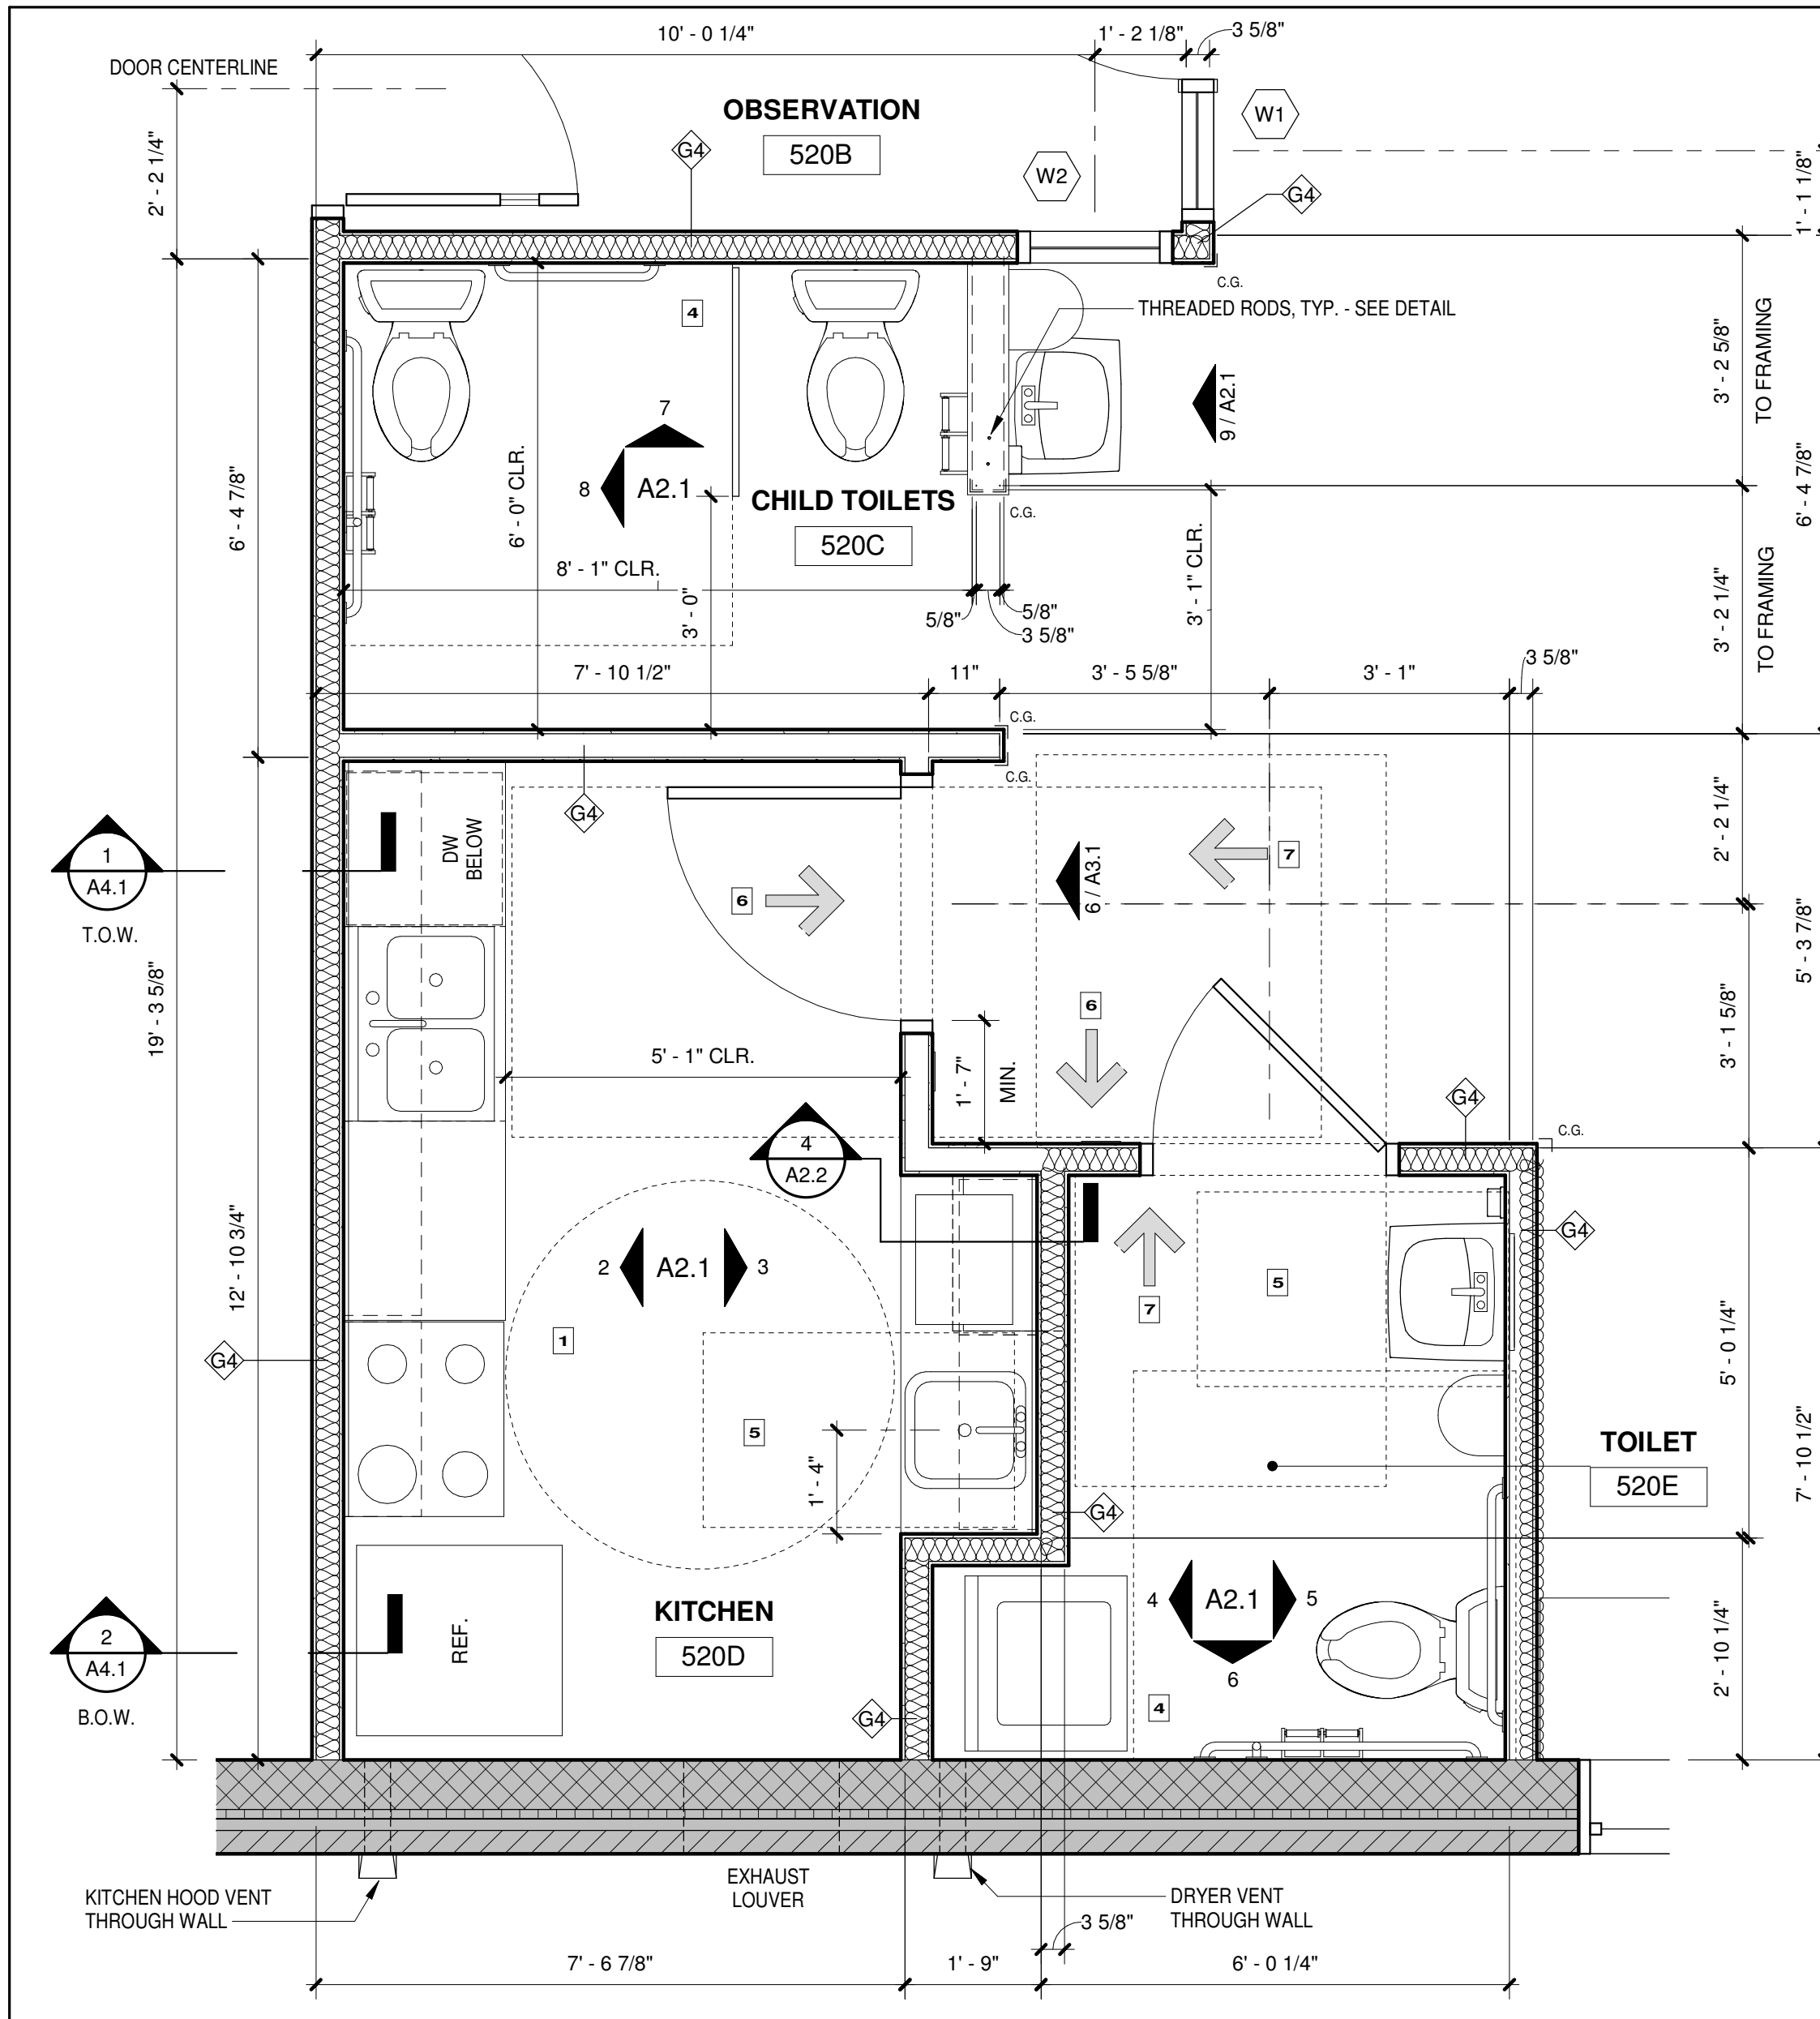 10' - 0 1/4"
1' - 2 1/8"
3 5/8"
DOOR CENTERLINE
OBSERVATION
520B
W1
W2
G4
G4
2' - 2 1/4"
1' - 1 1/8"
C.G.
THREADED RODS, TYP. - SEE DETAIL
4
7
8
A2.1
9 / A2.1
3' - 2 5/8"
TO FRAMING
6' - 4 7/8"
6' - 4 7/8"
6' - 0" CLR.
CHILD TOILETS
520C
C.G.
8' - 1" CLR.
3' - 0"
5/8"
5/8"
3 5/8"
3' - 1" CLR.
3' - 2 1/4"
TO FRAMING
7' - 10 1/2"
11"
3' - 5 5/8"
3' - 1"
3 5/8"
C.G.
C.G.
G4
DW
BELOW
1
A4.1
T.O.W.
6
6 / A3.1
7
2' - 2 1/4"
5' - 3 7/8"
19' - 3 5/8"
6
5' - 1" CLR.
1' - 7"
MIN.
3' - 1 5/8"
G4
C.G.
4
A2.2
12' - 10 3/4"
2
A2.1
3
7
5
G4
1
G4
5
1' - 4"
5' - 0 1/4"
7' - 10 1/2"
TOILET
520E
G4
KITCHEN
520D
REF.
4
A2.1
5
6
4
G4
2
A4.1
B.O.W.
2' - 10 1/4"
KITCHEN HOOD VENT
THROUGH WALL
EXHAUST
LOUVER
DRYER VENT
THROUGH WALL
3 5/8"
7' - 6 7/8"
1' - 9"
6' - 0 1/4"